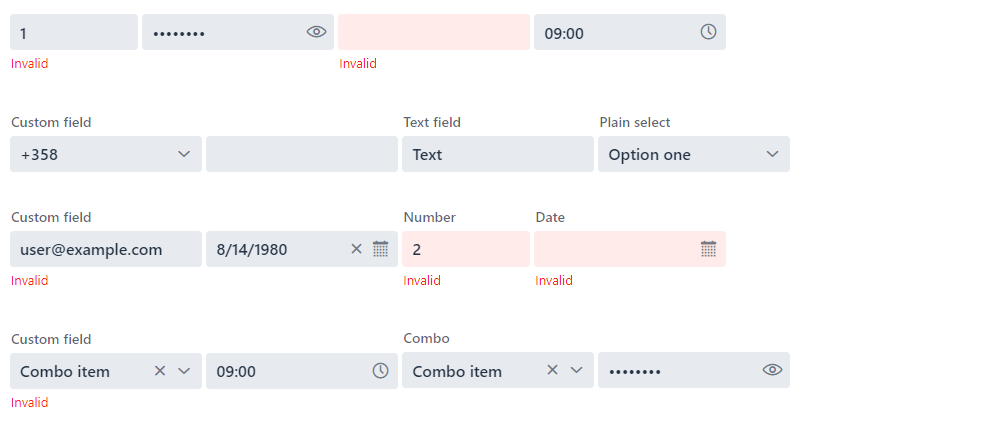 1 •••••••• 09:00
Invalid Invalid
Custom field Text field Plain select
+358 Text Option one
Custom field Number Date
user@example.com 8/14/1980 2
Invalid Invalid Invalid
Custom field Combo
Combo item 09:00 Combo item ••••••••
Invalid